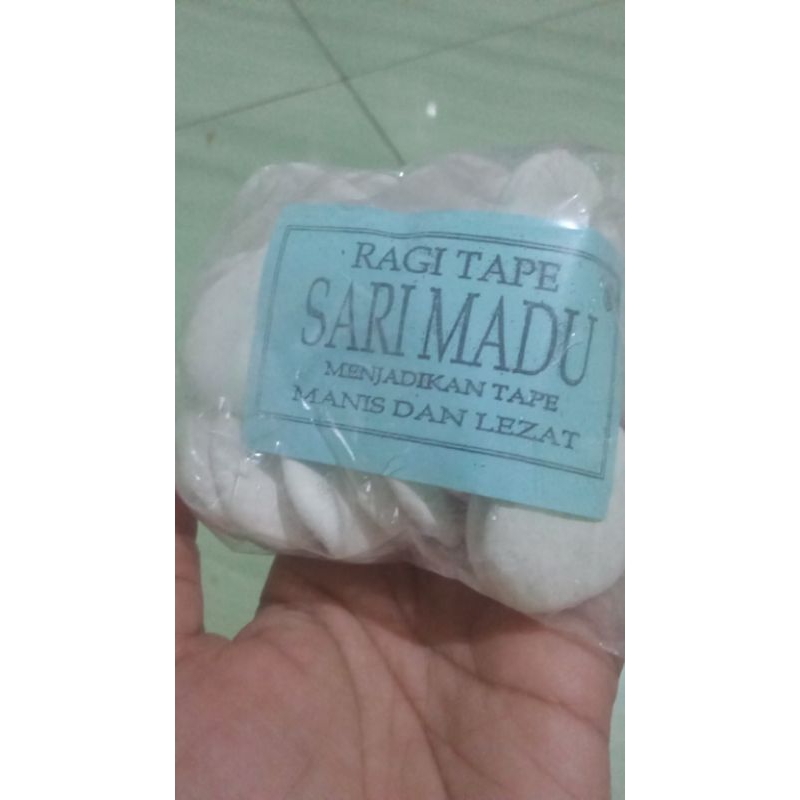 RAGI TAPE
SARI MADU
MENJADIKAN TAPE
MANIS DAN LEZAT